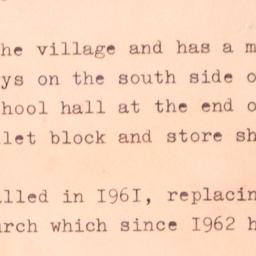 he village and has a m
ys on the south side o
chool hall at the end o
let block and store sh
lled in I96I, replacin
rch which since I962 h